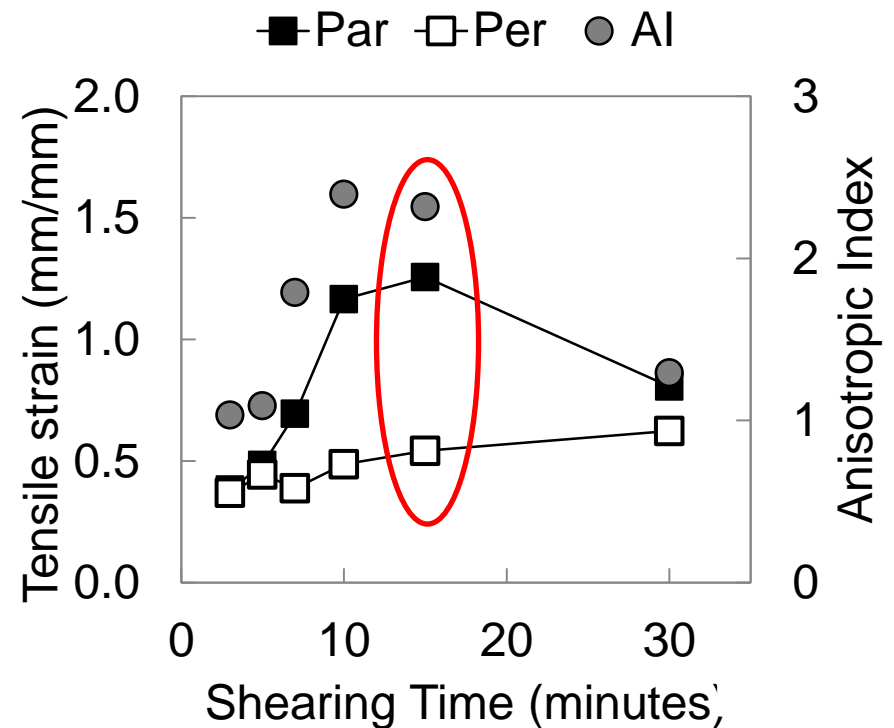 Par Per AI
2.0
1.5
1.0
0.5
0.0
Tensile strain (mm/mm)
3
2
1
0
Anisotropic Index
0 10 20 30
Shearing Time (minutes)